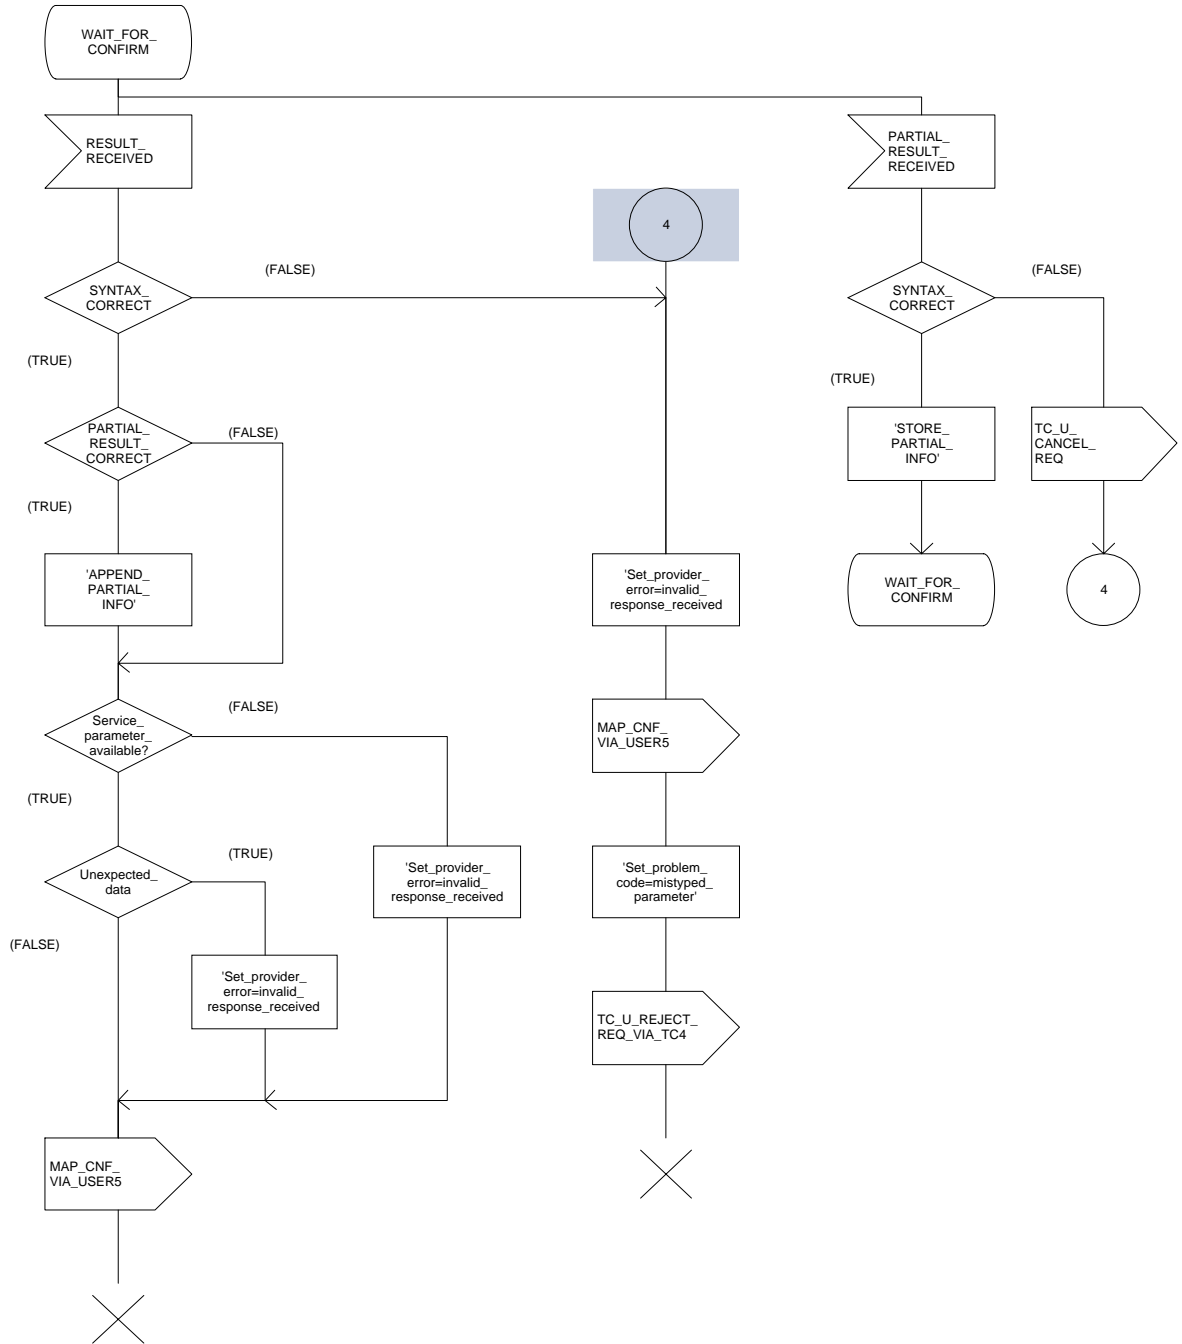 WAIT_FOR_
CONFIRM
RESULT_
RECEIVED
PARTIAL_
RESULT_
RECEIVED
4
(FALSE)
(FALSE)
SYNTAX_
CORRECT
SYNTAX_
CORRECT
(TRUE)
(TRUE)
PARTIAL_
RESULT_
CORRECT
(FALSE)
'STORE_
PARTIAL_
INFO'
TC_U_
CANCEL_
REQ
(TRUE)
'APPEND_
PARTIAL_
INFO'
'Set_provider_
error=invalid_
response_received
WAIT_FOR_
CONFIRM
4
(FALSE)
Service_
parameter_
available?
MAP_CNF_
VIA_USER5
(TRUE)
(TRUE)
Unexpected_
data
'Set_provider_
error=invalid_
response_received
'Set_problem_
code=mistyped_
parameter'
(FALSE)
'Set_provider_
error=invalid_
response_received
TC_U_REJECT_
REQ_VIA_TC4
MAP_CNF_
VIA_USER5